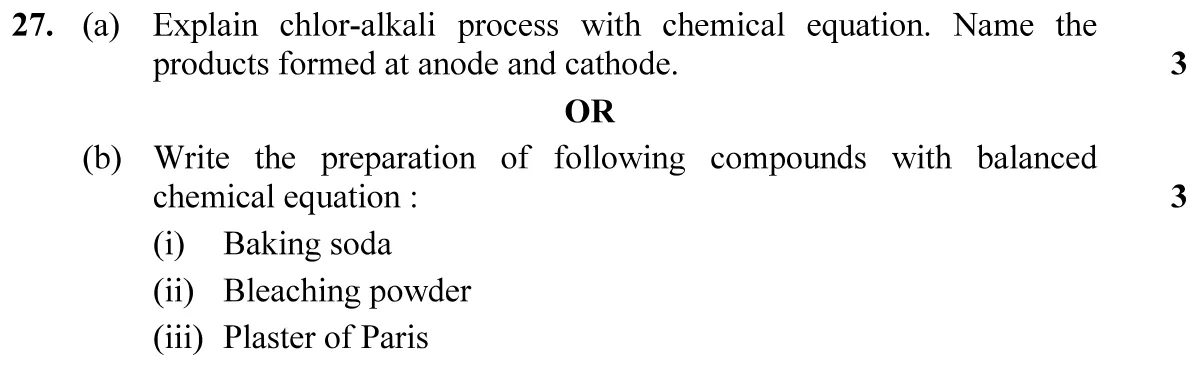 27. (a) Explain chlor-alkali process with chemical equation. Name the
products formed at anode and cathode. 3
OR
(b) Write the preparation of following compounds with balanced
chemical equation : 3
(i) Baking soda
(ii) Bleaching powder
(iii) Plaster of Paris